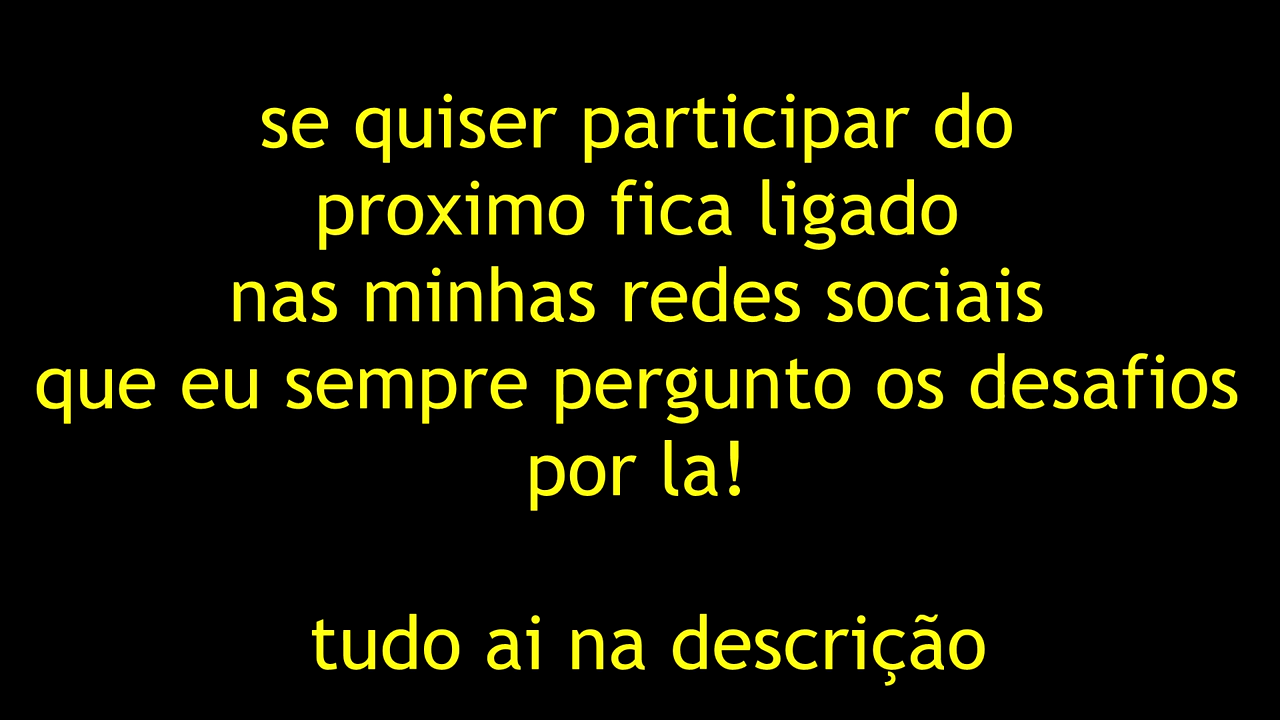 se quiser participar do
proximo fica ligado
nas minhas redes sociais
que eu sempre pergunto os desafios
por la!
tudo ai na descrição